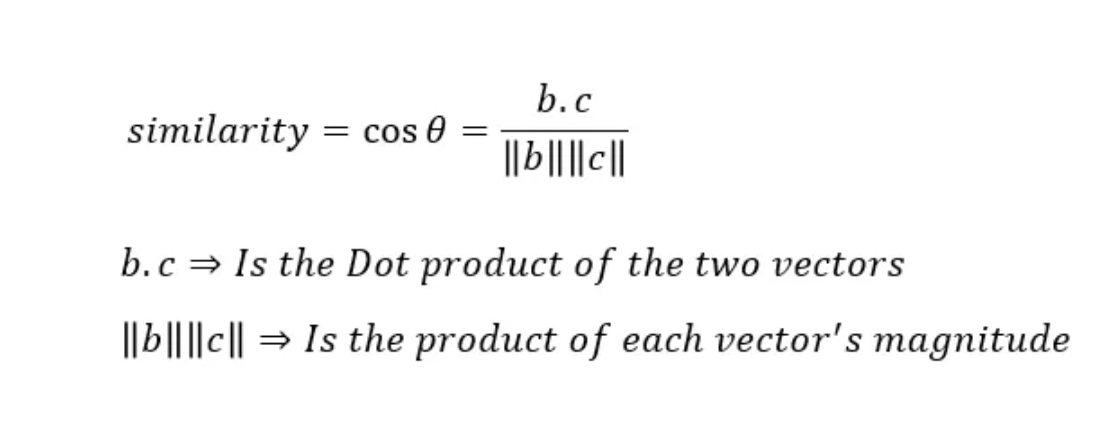 similarity = cos θ = b.c / ‖b‖‖c‖
b.c ⇒ Is the Dot product of the two vectors
‖b‖‖c‖ ⇒ Is the product of each vector's magnitude